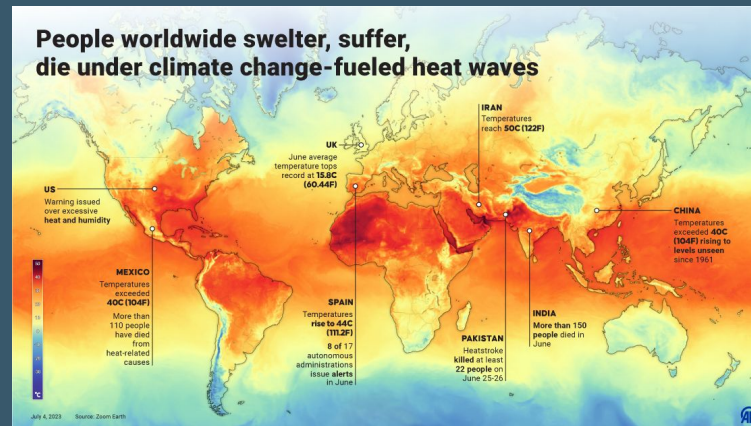 People worldwide swelter, suffer,
die under climate change-fueled heat waves
IRAN
Temperatures
reach 50C (122F)
UK
June average
temperature tops
record at 15.8C
(60.44F)
US
Warning issued
over excessive
heat and humidity
CHINA
Temperatures
exceeded 40C
(104F) rising to
levels unseen
since 1961
MEXICO
Temperatures
exceeded
40C (104F)
More than
110 people
have died
from
heat-related
causes
SPAIN
Temperatures
rise to 44C
(111.2F)
8 of 17
autonomous
administrations
issue alerts
in June
PAKISTAN
Heatstroke
killed at least
22 people on
June 25-26
INDIA
More than 150
people died in
June
°C
July 4, 2023 Source: Zoom Earth